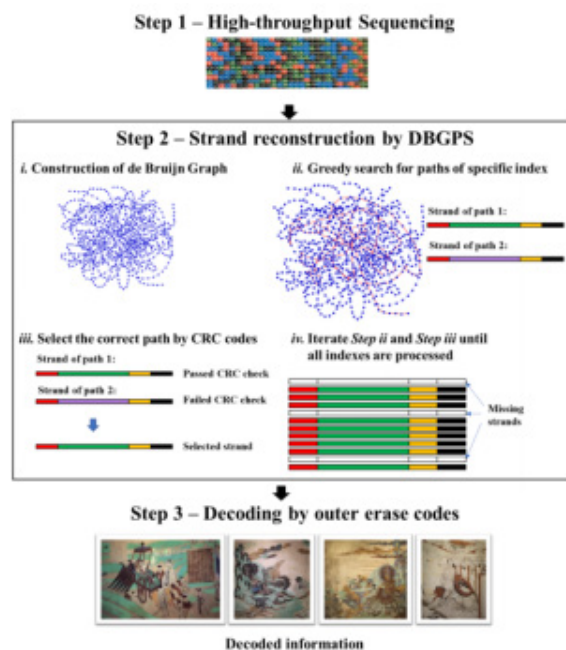 Step 1 – High-throughput Sequencing
Step 2 – Strand reconstruction by DBGPS
i. Construction of de Bruijn Graph
ii. Greedy search for paths of specific index
Strand of path 1:
Strand of path 2:
iii. Select the correct path by CRC codes
Strand of path 1:
Passed CRC check
Strand of path 2:
Failed CRC check
Selected strand
iv. Iterate Step ii and Step iii until
all indexes are processed
Missing
strands
Step 3 – Decoding by outer erase codes
Decoded information